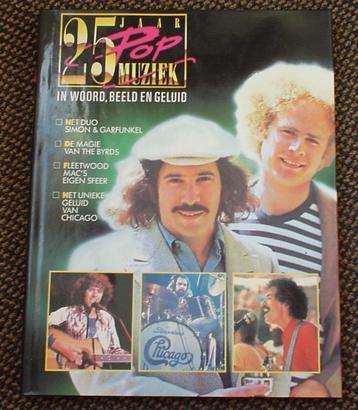 25 JAAR
Pop
MUZIEK
IN WOORD, BEELD EN GELUID
HET DUO
SIMON & GARFUNKEL
DE MAGIE
VAN THE BYRDS
FLEETWOOD
MAC'S
EIGEN SFEER
HET UNIEKE
GELUID
VAN
CHICAGO
Chicago